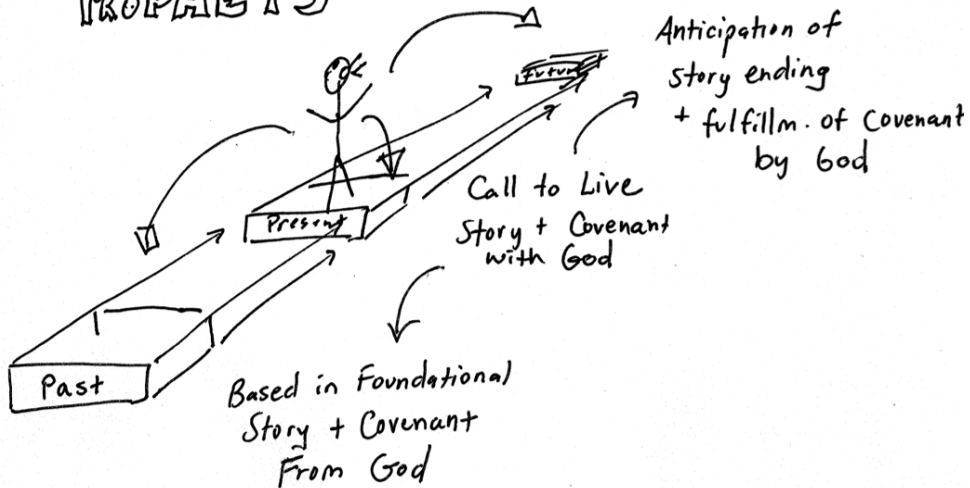 PROPHETS
Future
Anticipation of
story ending
+ fulfillm. of Covenant
by God
Call to Live
Story + Covenant
with God
Present
Past
Based in Foundational
Story + Covenant
From God